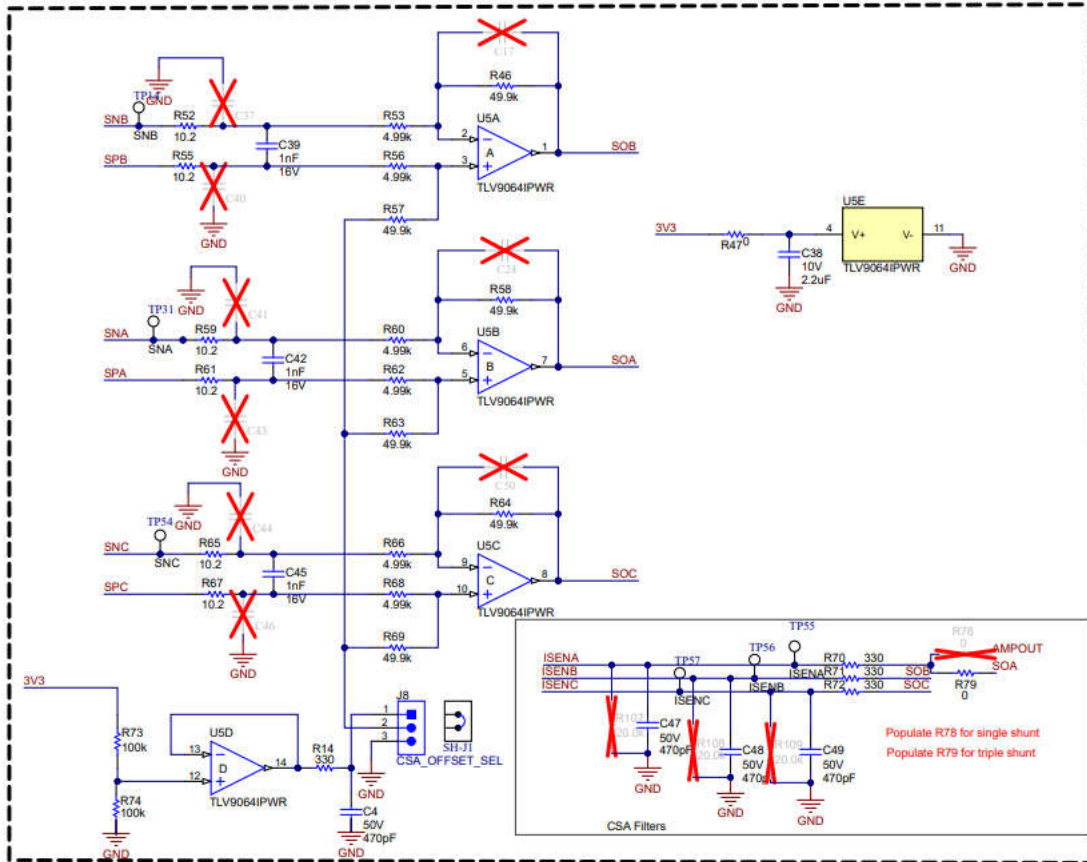 C17
R46
49.9k
GND
TP14
C37
SNB
SNB
R52
10.2
R53
4.99k
U5A
2
A
1
SOB
C39
1nF
16V
SPB
R55
10.2
R56
4.99k
3
TLV9064IPWR
C40
GND
R57
49.9k
3V3
R47
0
U5E
4
V+
V-
11
TLV9064IPWR
GND
C38
10V
2.2uF
GND
C24
R58
49.9k
GND
C41
TP31
SNA
SNA
R59
10.2
R60
4.99k
U5B
6
B
7
SOA
C42
1nF
16V
SPA
R61
10.2
R62
4.99k
5
TLV9064IPWR
C43
GND
R63
49.9k
C50
R64
49.9k
GND
C44
TP54
SNC
SNC
R65
10.2
R66
4.99k
U5C
9
C
8
SOC
C45
1nF
16V
SPC
R67
10.2
R68
4.99k
10
TLV9064IPWR
C46
GND
R69
49.9k
3V3
R73
100k
R74
100k
GND
U5D
13
D
12
14
TLV9064IPWR
R14
330
C4
50V
470pF
GND
J8
1
2
3
CSA_OFFSET_SEL
GND
SH-J1
TP55
TP56
TP57
ISENA
ISENB
ISENC
ISENA
ISENB
ISENC
R70
330
R71
330
R72
330
R78
0
AMPOUT
SOA
SOB
SOC
R79
0
R107
20.0k
C47
50V
470pF
GND
R108
20.0k
C48
50V
470pF
GND
R109
20.0k
C49
50V
470pF
GND
Populate R78 for single shunt
Populate R79 for triple shunt
CSA Filters